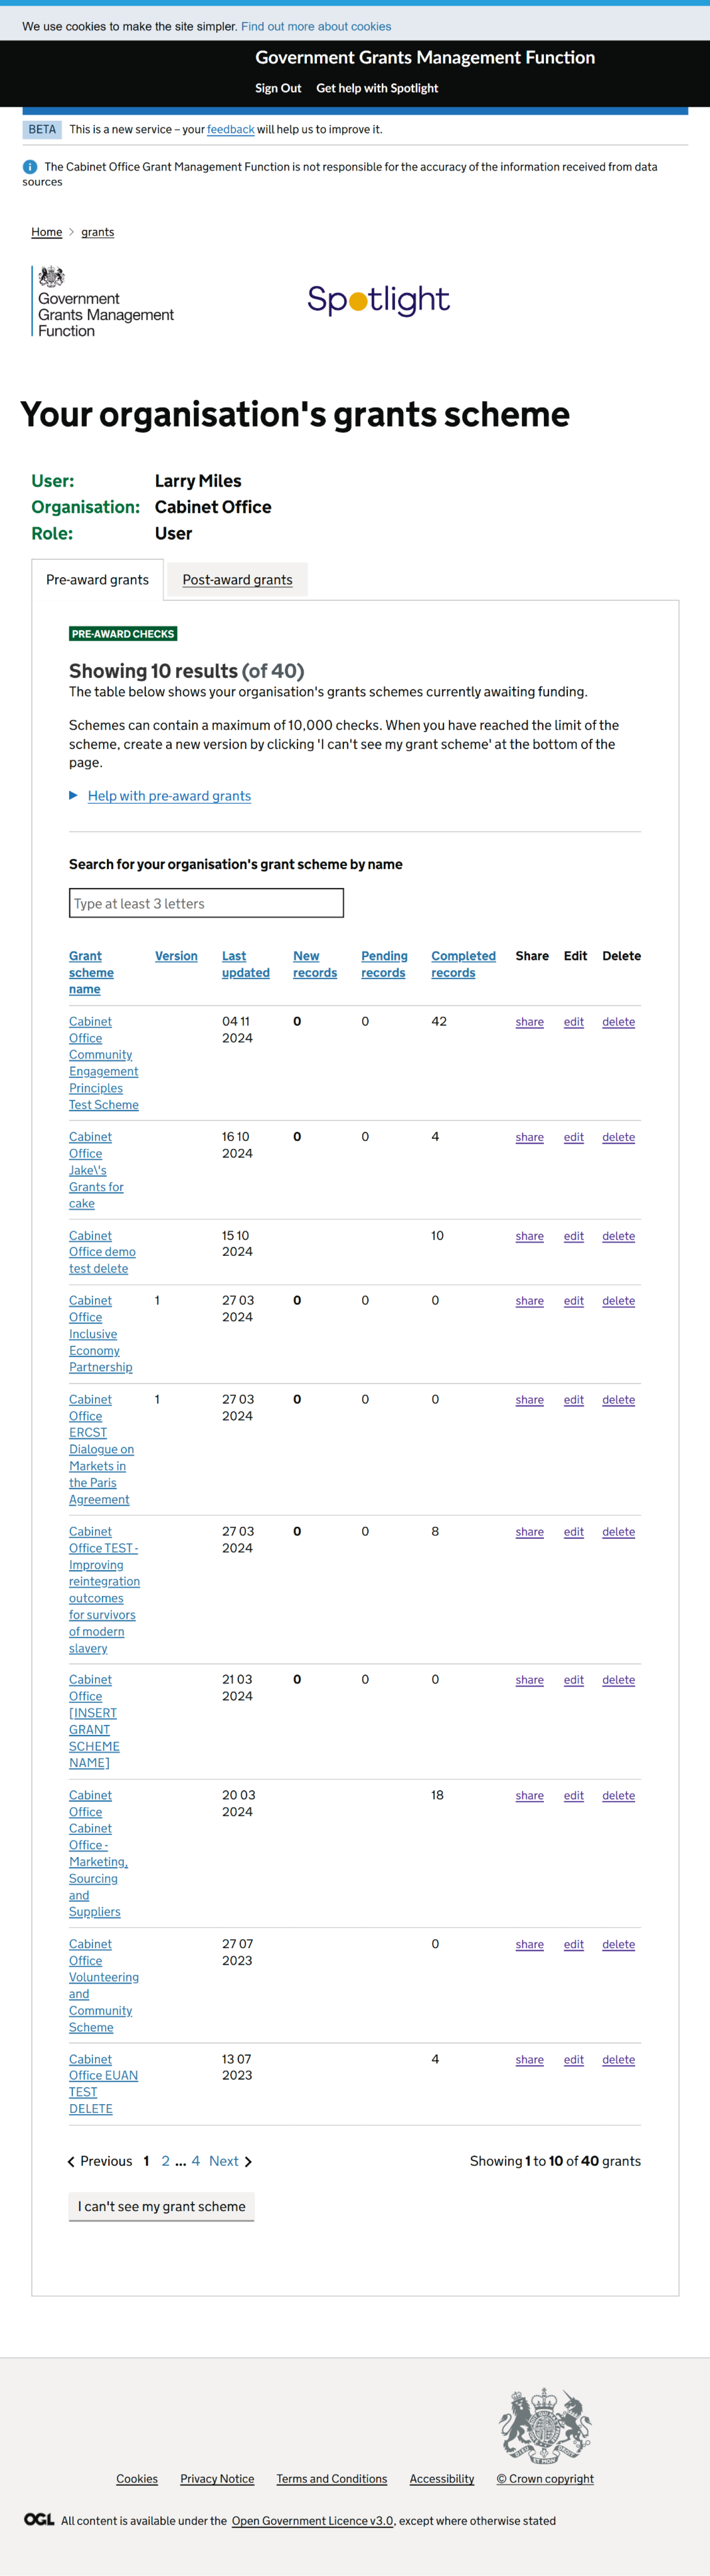 We use cookies to make the site simpler. Find out more about cookies
Government Grants Management Function
Sign Out Get help with Spotlight
BETA This is a new service – your feedback will help us to improve it.
The Cabinet Office Grant Management Function is not responsible for the accuracy of the information received from data
sources
Home > grants
Government
Grants Management
Function
Spotlight
Your organisation's grants scheme
User: Larry Miles
Organisation: Cabinet Office
Role: User
Pre-award grants Post-award grants
PRE-AWARD CHECKS
Showing 10 results (of 40)
The table below shows your organisation's grants schemes currently awaiting funding.
Schemes can contain a maximum of 10,000 checks. When you have reached the limit of the
scheme, create a new version by clicking 'I can't see my grant scheme' at the bottom of the
page.
Help with pre-award grants
Search for your organisation's grant scheme by name
Type at least 3 letters
Grant Version Last New Pending Completed Share Edit Delete
scheme updated records records records
name
Cabinet 04 11 0 0 42 share edit delete
Office 2024
Community
Engagement
Principles
Test Scheme
Cabinet 16 10 0 0 4 share edit delete
Office 2024
Jake\'s
Grants for
cake
Cabinet 15 10 10 share edit delete
Office demo 2024
test delete
Cabinet 1 27 03 0 0 0 share edit delete
Office 2024
Inclusive
Economy
Partnership
Cabinet 1 27 03 0 0 0 share edit delete
Office 2024
ERCST
Dialogue on
Markets in
the Paris
Agreement
Cabinet 27 03 0 0 8 share edit delete
Office TEST - 2024
Improving
reintegration
outcomes
for survivors
of modern
slavery
Cabinet 21 03 0 0 0 share edit delete
Office 2024
[INSERT
GRANT
SCHEME
NAME]
Cabinet 20 03 18 share edit delete
Office 2024
Cabinet
Office -
Marketing,
Sourcing
and
Suppliers
Cabinet 27 07 0 share edit delete
Office 2023
Volunteering
and
Community
Scheme
Cabinet 13 07 4 share edit delete
Office EUAN 2023
TEST
DELETE
Previous 1 2 ... 4 Next Showing 1 to 10 of 40 grants
I can't see my grant scheme
Cookies Privacy Notice Terms and Conditions Accessibility © Crown copyright
OGL All content is available under the Open Government Licence v3.0, except where otherwise stated